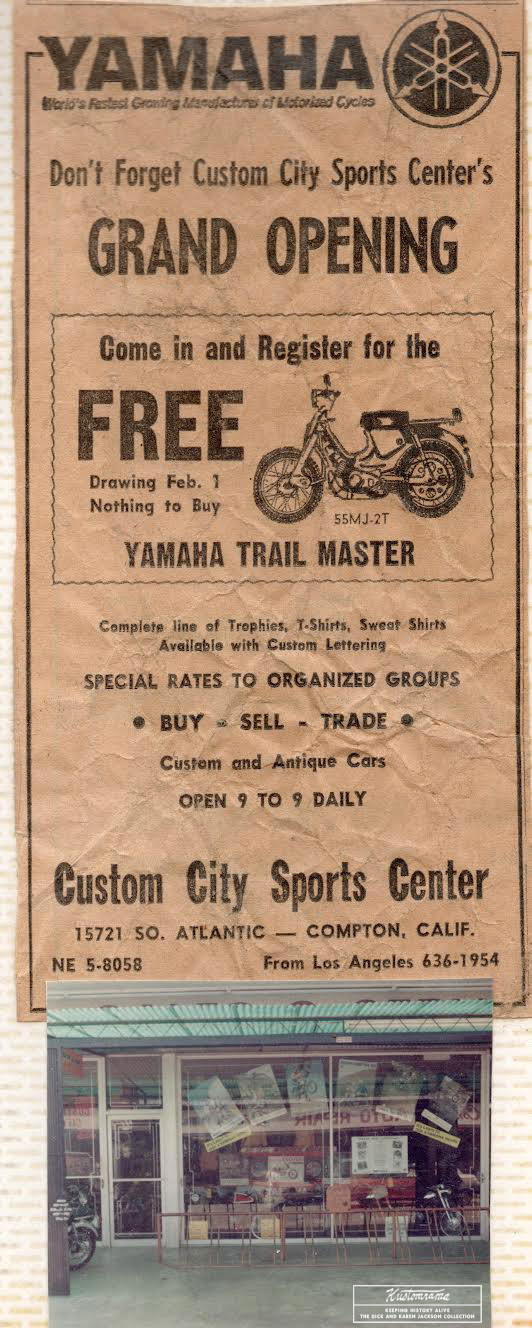 YAMAHA
World's Fastest Growing Manufacturer of Motorized Cycles
Don't Forget Custom City Sports Center's
GRAND OPENING
Come in and Register for the
FREE
Drawing Feb. 1
Nothing to Buy
55MJ-2T
YAMAHA TRAIL MASTER
Complete line of Trophies, T-Shirts, Sweat Shirts
Available with Custom Lettering
SPECIAL RATES TO ORGANIZED GROUPS
• BUY - SELL - TRADE •
Custom and Antique Cars
OPEN 9 TO 9 DAILY
Custom City Sports Center
15721 SO. ATLANTIC — COMPTON, CALIF.
NE 5-8058 From Los Angeles 636-1954
AUTO REPAIR
Kustomrama
KEEPING HISTORY ALIVE
THE DICK AND KAREN JACKSON COLLECTION